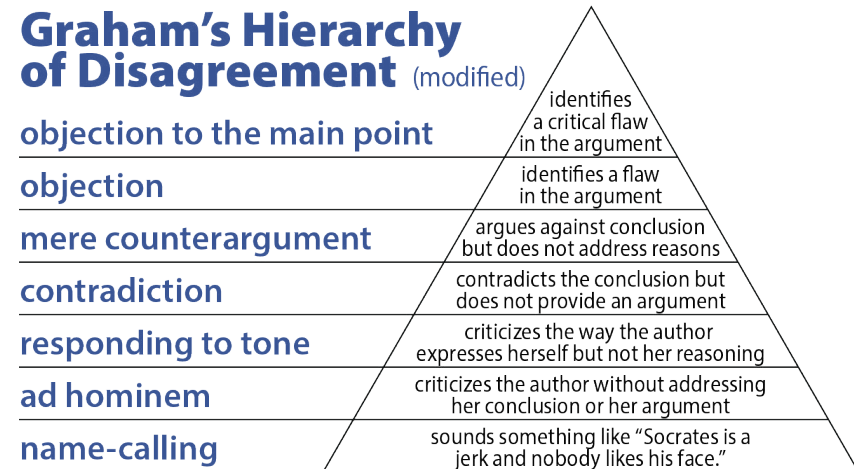 Graham’s Hierarchy
of Disagreement (modified)
identifies
a critical flaw
in the argument
objection to the main point
identifies a flaw
in the argument
objection
argues against conclusion
but does not address reasons
mere counterargument
contradicts the conclusion but
does not provide an argument
contradiction
criticizes the way the author
expresses herself but not her reasoning
responding to tone
criticizes the author without addressing
her conclusion or her argument
ad hominem
sounds something like “Socrates is a
jerk and nobody likes his face.”
name-calling